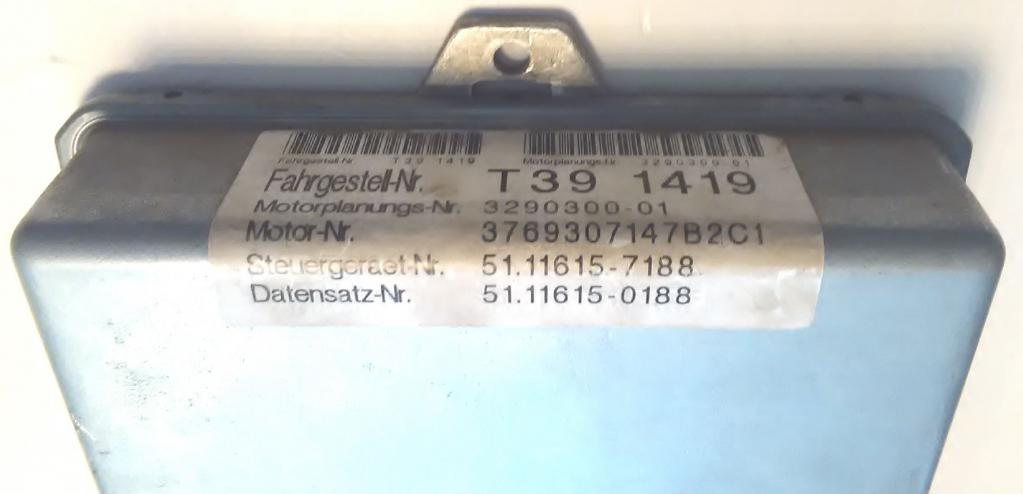 Fahrgestell-Nr. T39 1419 Motorplanungs-Nr. 3290300-01
Fahrgestell-Nr. T39 1419
Motorplanungs-Nr. 3290300-01
Motor-Nr. 3769307147B2C1
Steuergeraet-Nr. 51.11615-7188
Datensatz-Nr. 51.11615-0188